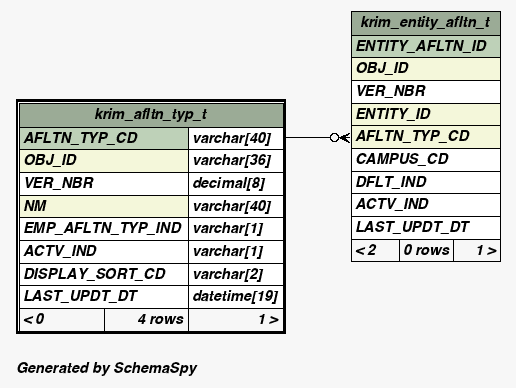 krim_entity_afltn_t
ENTITY_AFLTN_ID
OBJ_ID
VER_NBR
ENTITY_ID
AFLTN_TYP_CD
CAMPUS_CD
DFLT_IND
ACTV_IND
LAST_UPDT_DT
< 2 0 rows 1 >
krim_afltn_typ_t
AFLTN_TYP_CD varchar[40]
OBJ_ID varchar[36]
VER_NBR decimal[8]
NM varchar[40]
EMP_AFLTN_TYP_IND varchar[1]
ACTV_IND varchar[1]
DISPLAY_SORT_CD varchar[2]
LAST_UPDT_DT datetime[19]
< 0 4 rows 1 >
Generated by SchemaSpy